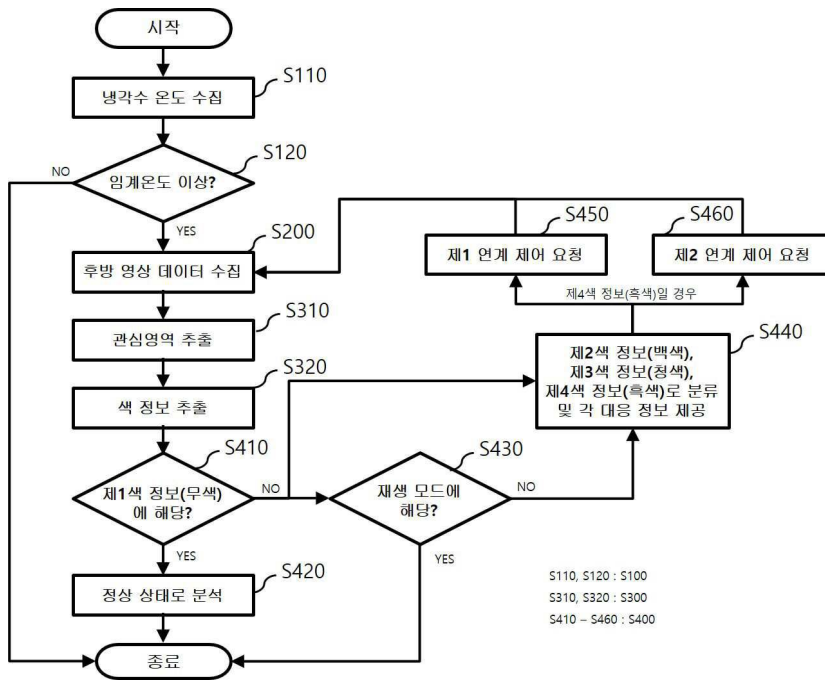 시작
S110
냉각수 온도 수집
S120
NO
임계온도 이상?
YES
S200
후방 영상 데이터 수집
S310
관심영역 추출
S320
색 정보 추출
S410
제1색 정보(무색)
에 해당?
NO
YES
S420
정상 상태로 분석
종료
S430
재생 모드에
해당?
NO
YES
S440
제2색 정보(백색),
제3색 정보(청색),
제4색 정보(흑색)로 분류
및 각 대응 정보 제공
제4색 정보(흑색)일 경우
S450
제1 연계 제어 요청
S460
제2 연계 제어 요청
S110, S120 : S100
S310, S320 : S300
S410 – S460 : S400